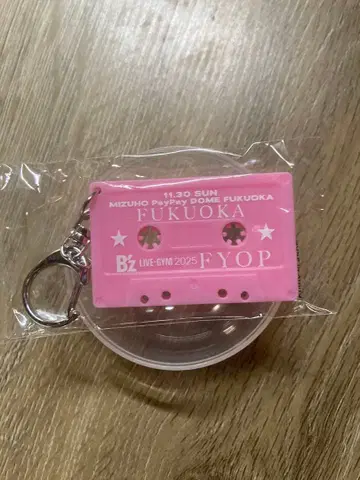 11.30 SUN
MIZUHO PayPay DOME FUKUOKA
FUKUOKA
B'z LIVE-GYM 2025 FYOP